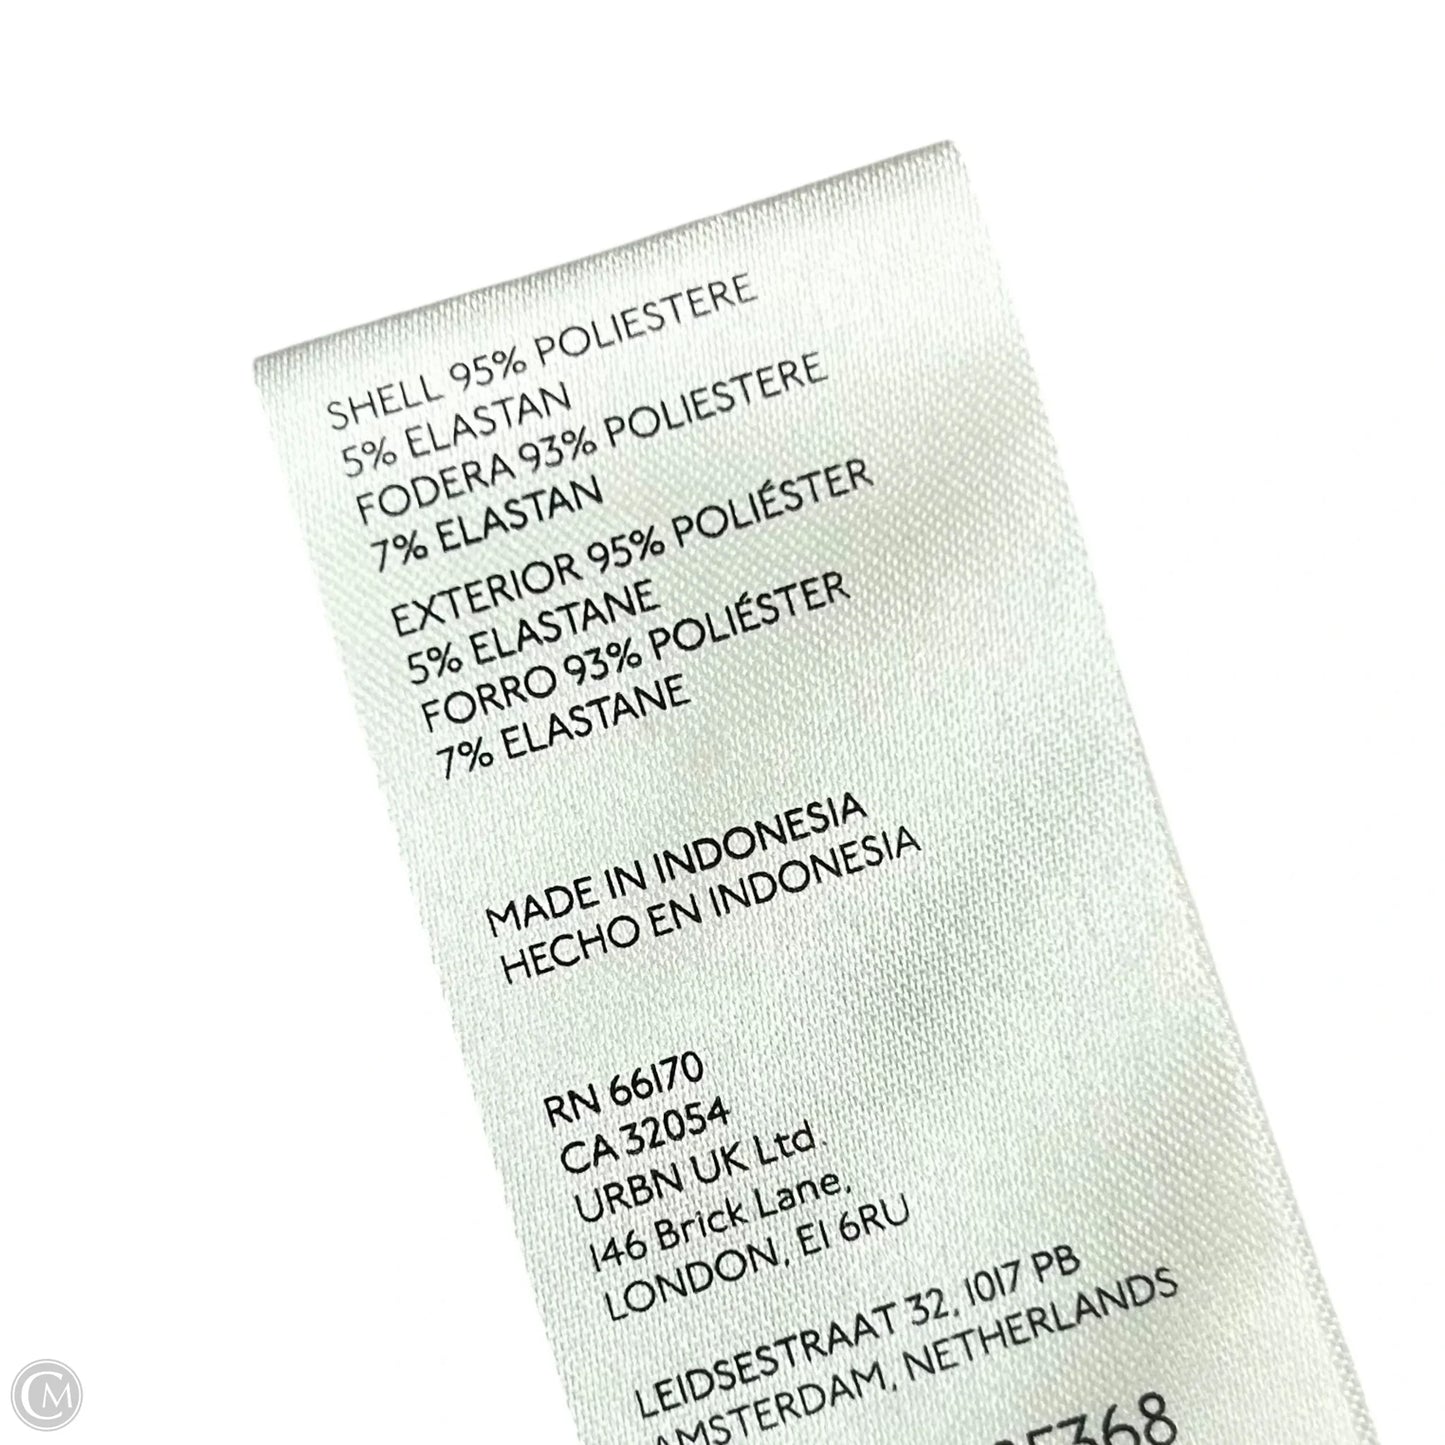 SHELL 95% POLIESTERE
5% ELASTAN
FODERA 93% POLIESTERE
7% ELASTAN
EXTERIOR 95% POLIÉSTER
5% ELASTANE
FORRO 93% POLIÉSTER
7% ELASTANE
MADE IN INDONESIA
HECHO EN INDONESIA
RN 66170
CA 32054
URBN UK Ltd.
146 Brick Lane,
LONDON, E1 6RU
LEIDSESTRAAT 32, 1017 PB
AMSTERDAM, NETHERLANDS
CM